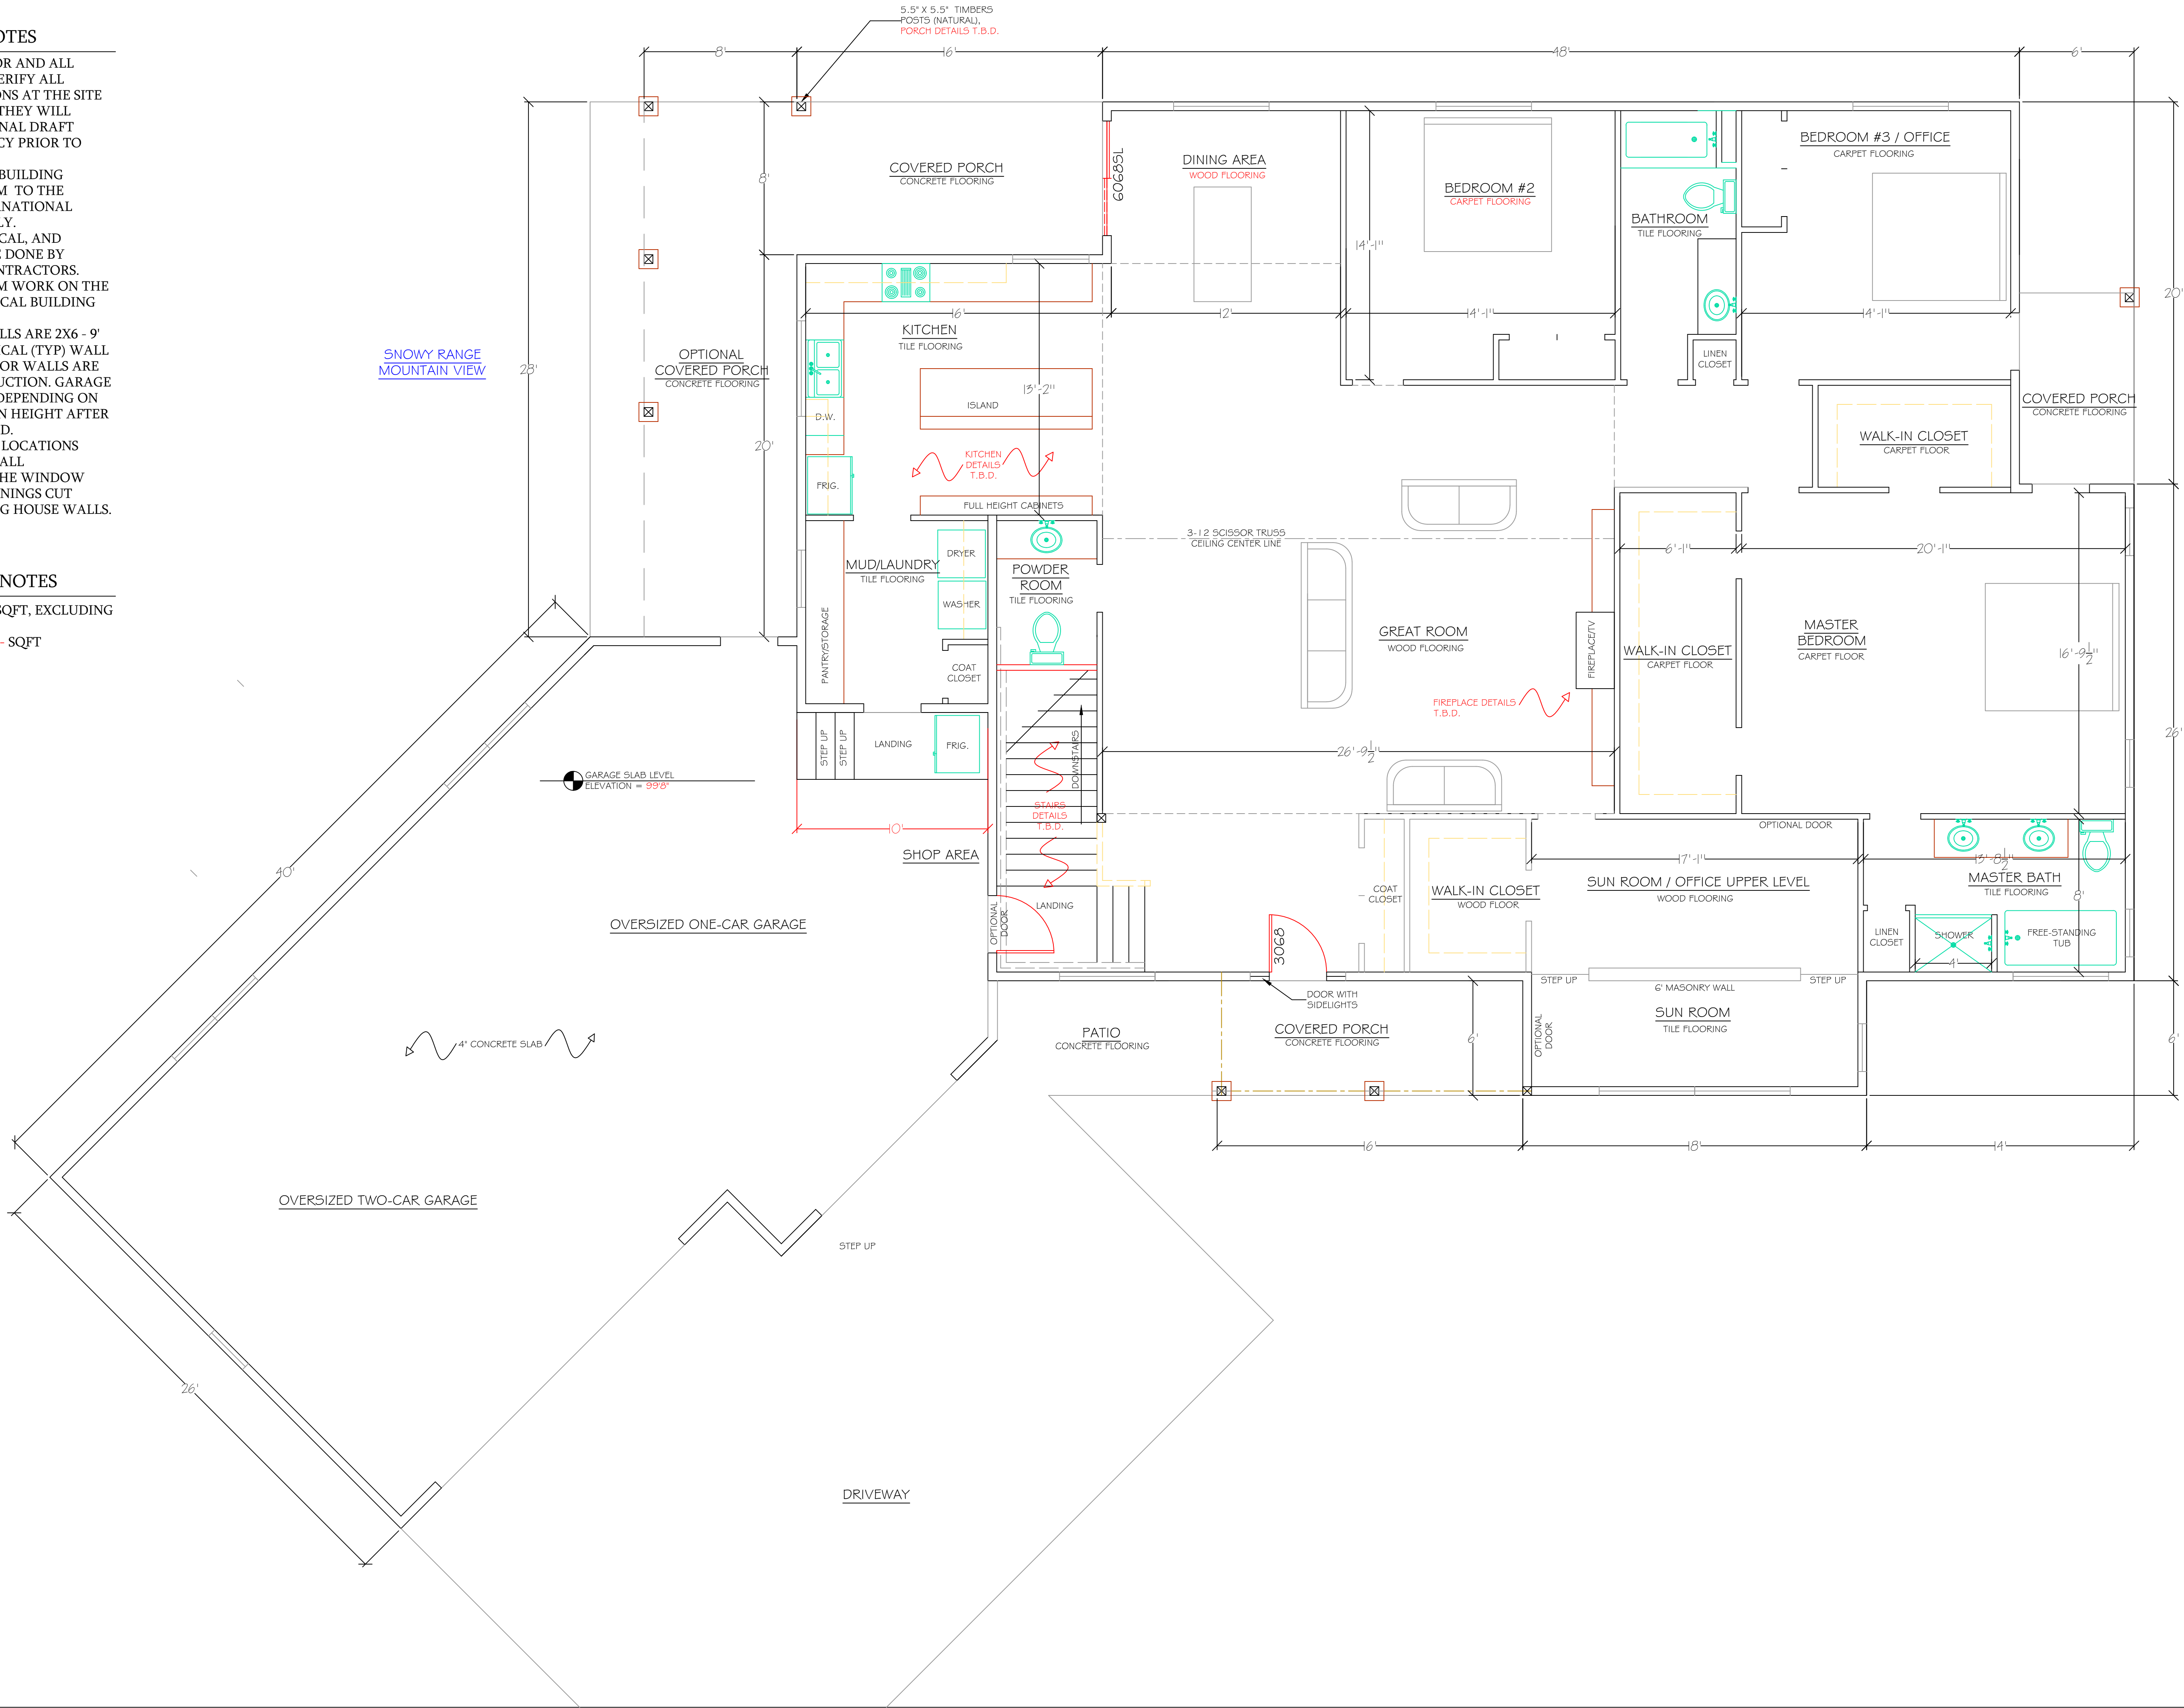 OTES
OR AND ALL
ERIFY ALL
ONS AT THE SITE
THEY WILL
NAL DRAFT
CY PRIOR TO
BUILDING
M TO THE
RNATIONAL
LY.
CAL, AND
E DONE BY
NTRACTORS.
M WORK ON THE
CAL BUILDING
LLS ARE 2X6 - 9'
ICAL (TYP) WALL
OR WALLS ARE
UCTION. GARAGE
DEPENDING ON
N HEIGHT AFTER
D.
LOCATIONS
ALL
HE WINDOW
NINGS CUT
G HOUSE WALLS.
NOTES
SQFT, EXCLUDING
- SQFT
5.5" X 5.5" TIMBERS
POSTS (NATURAL),
PORCH DETAILS T.B.D.
8'
16'
48'
6'
SNOWY RANGE
MOUNTAIN VIEW
28'
8'
20'
OPTIONAL
COVERED PORCH
CONCRETE FLOORING
COVERED PORCH
CONCRETE FLOORING
6068SL
DINING AREA
WOOD FLOORING
BEDROOM #2
CARPET FLOORING
14'-1"
BATHROOM
TILE FLOORING
BEDROOM #3 / OFFICE
CARPET FLOORING
20'
16'
12'
14'-1"
14'-1"
KITCHEN
TILE FLOORING
LINEN
CLOSET
13'-2"
ISLAND
D.W.
FRIG.
KITCHEN
DETAILS
T.B.D.
FULL HEIGHT CABINETS
COVERED PORCH
CONCRETE FLOORING
WALK-IN CLOSET
CARPET FLOOR
3-12 SCISSOR TRUSS
CEILING CENTER LINE
6'-1"
20'-1"
MUD/LAUNDRY
TILE FLOORING
DRYER
WASHER
POWDER
ROOM
TILE FLOORING
PANTRY/STORAGE
COAT
CLOSET
GREAT ROOM
WOOD FLOORING
FIREPLACE/TV
WALK-IN CLOSET
CARPET FLOOR
MASTER
BEDROOM
CARPET FLOOR
16'-9 1/2"
FIREPLACE DETAILS
T.B.D.
26'
STEP UP
STEP UP
LANDING
FRIG.
DOWNSTAIRS
26'-9 1/2"
GARAGE SLAB LEVEL
ELEVATION = 99'8"
STAIRS
DETAILS
T.B.D.
10'
SHOP AREA
OPTIONAL DOOR
40'
17'-1"
13'-8 1/2"
COAT
CLOSET
WALK-IN CLOSET
WOOD FLOOR
SUN ROOM / OFFICE UPPER LEVEL
WOOD FLOORING
MASTER BATH
TILE FLOORING
8'
OVERSIZED ONE-CAR GARAGE
OPTIONAL
DOOR
LANDING
3068
LINEN
CLOSET
SHOWER
4'
FREE-STANDING
TUB
STEP UP
6' MASONRY WALL
STEP UP
DOOR WITH
SIDELIGHTS
SUN ROOM
TILE FLOORING
OPTIONAL
DOOR
4" CONCRETE SLAB
PATIO
CONCRETE FLOORING
COVERED PORCH
CONCRETE FLOORING
6'
6'
16'
18'
14'
OVERSIZED TWO-CAR GARAGE
STEP UP
26'
DRIVEWAY